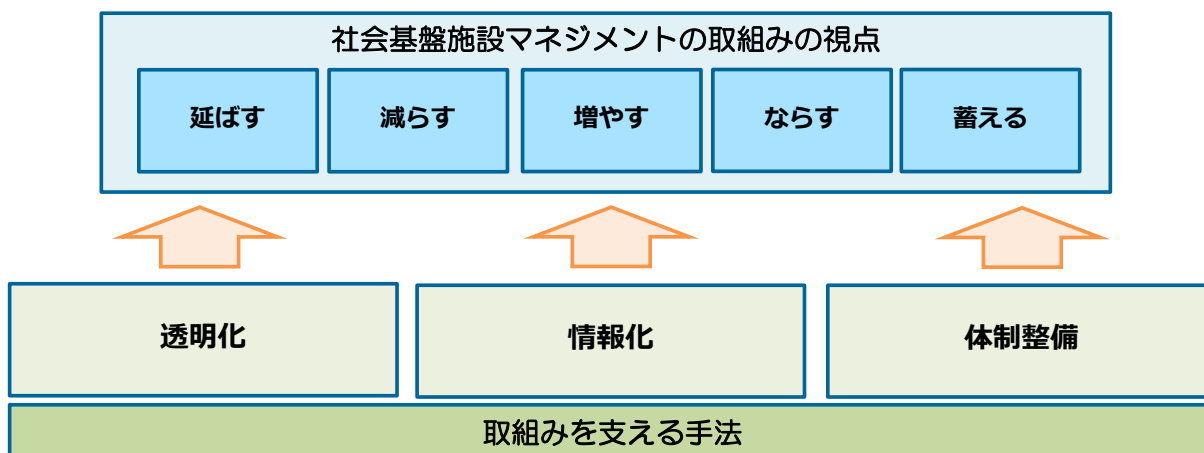 社会基盤施設マネジメントの取組みの視点
延ばす
減らす
増やす
ならす
蓄える
透明化
情報化
体制整備
取組みを支える手法